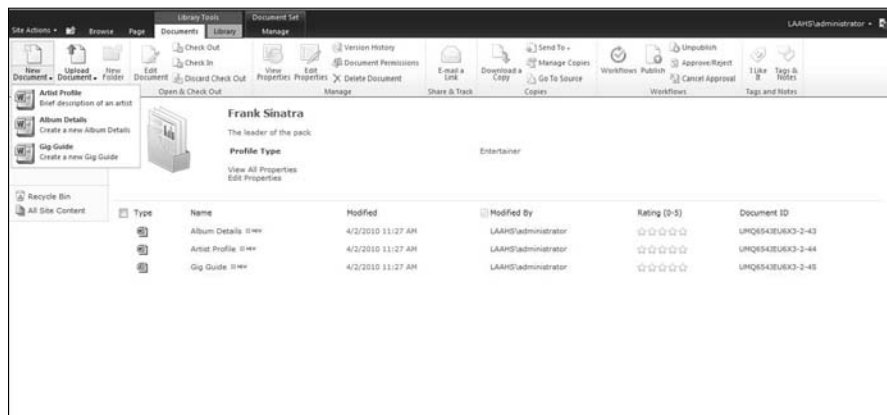 Library Tools Document Set
Site Actions Browse Page Documents Library Manage LAAHS\administrator
New Document Upload Document New Folder Edit Document Check Out Check In Discard Check Out View Properties Edit Properties Version History Document Permissions Delete Document E-mail a Link Download a Copy Send To Manage Copies Go To Source Workflows Publish Unpublish Approve/Reject Cancel Approval I Like It Tags & Notes
Open & Check Out Manage Share & Track Copies Workflows Tags and Notes
Artist Profile
Brief description of an artist
Album Details
Create a new Album Details
Gig Guide
Create a new Gig Guide
Frank Sinatra
The leader of the pack
Profile Type Entertainer
View All Properties
Edit Properties
Recycle Bin
All Site Content
Type Name Modified Modified By Rating (0-5) Document ID
Album Details NEW 4/2/2010 11:27 AM LAAHS\administrator UMQ6543EU6X3-2-43
Artist Profile NEW 4/2/2010 11:27 AM LAAHS\administrator UMQ6543EU6X3-2-44
Gig Guide NEW 4/2/2010 11:27 AM LAAHS\administrator UMQ6543EU6X3-2-45